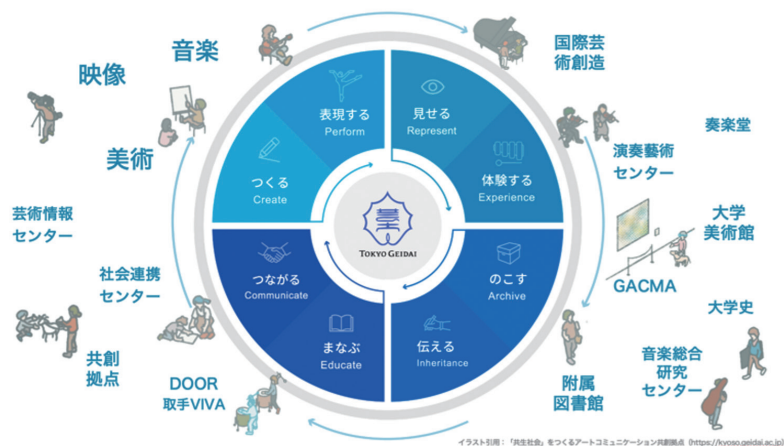 音楽
映像
美術
芸術情報
センター
社会連携
センター
共創
拠点
DOOR
取手VIVA
国際芸
術創造
奏楽堂
演奏藝術
センター
大学
美術館
GACMA
大学史
音楽総合
研究
センター
附属
図書館
表現する
Perform
見せる
Represent
つくる
Create
体験する
Experience
TOKYO GEIDAI
つながる
Communicate
のこす
Archive
まなぶ
Educate
伝える
Inheritance
イラスト引用:「共生社会」をつくるアートコミュニケーション共創拠点(https://kyoso.geidai.ac.jp)